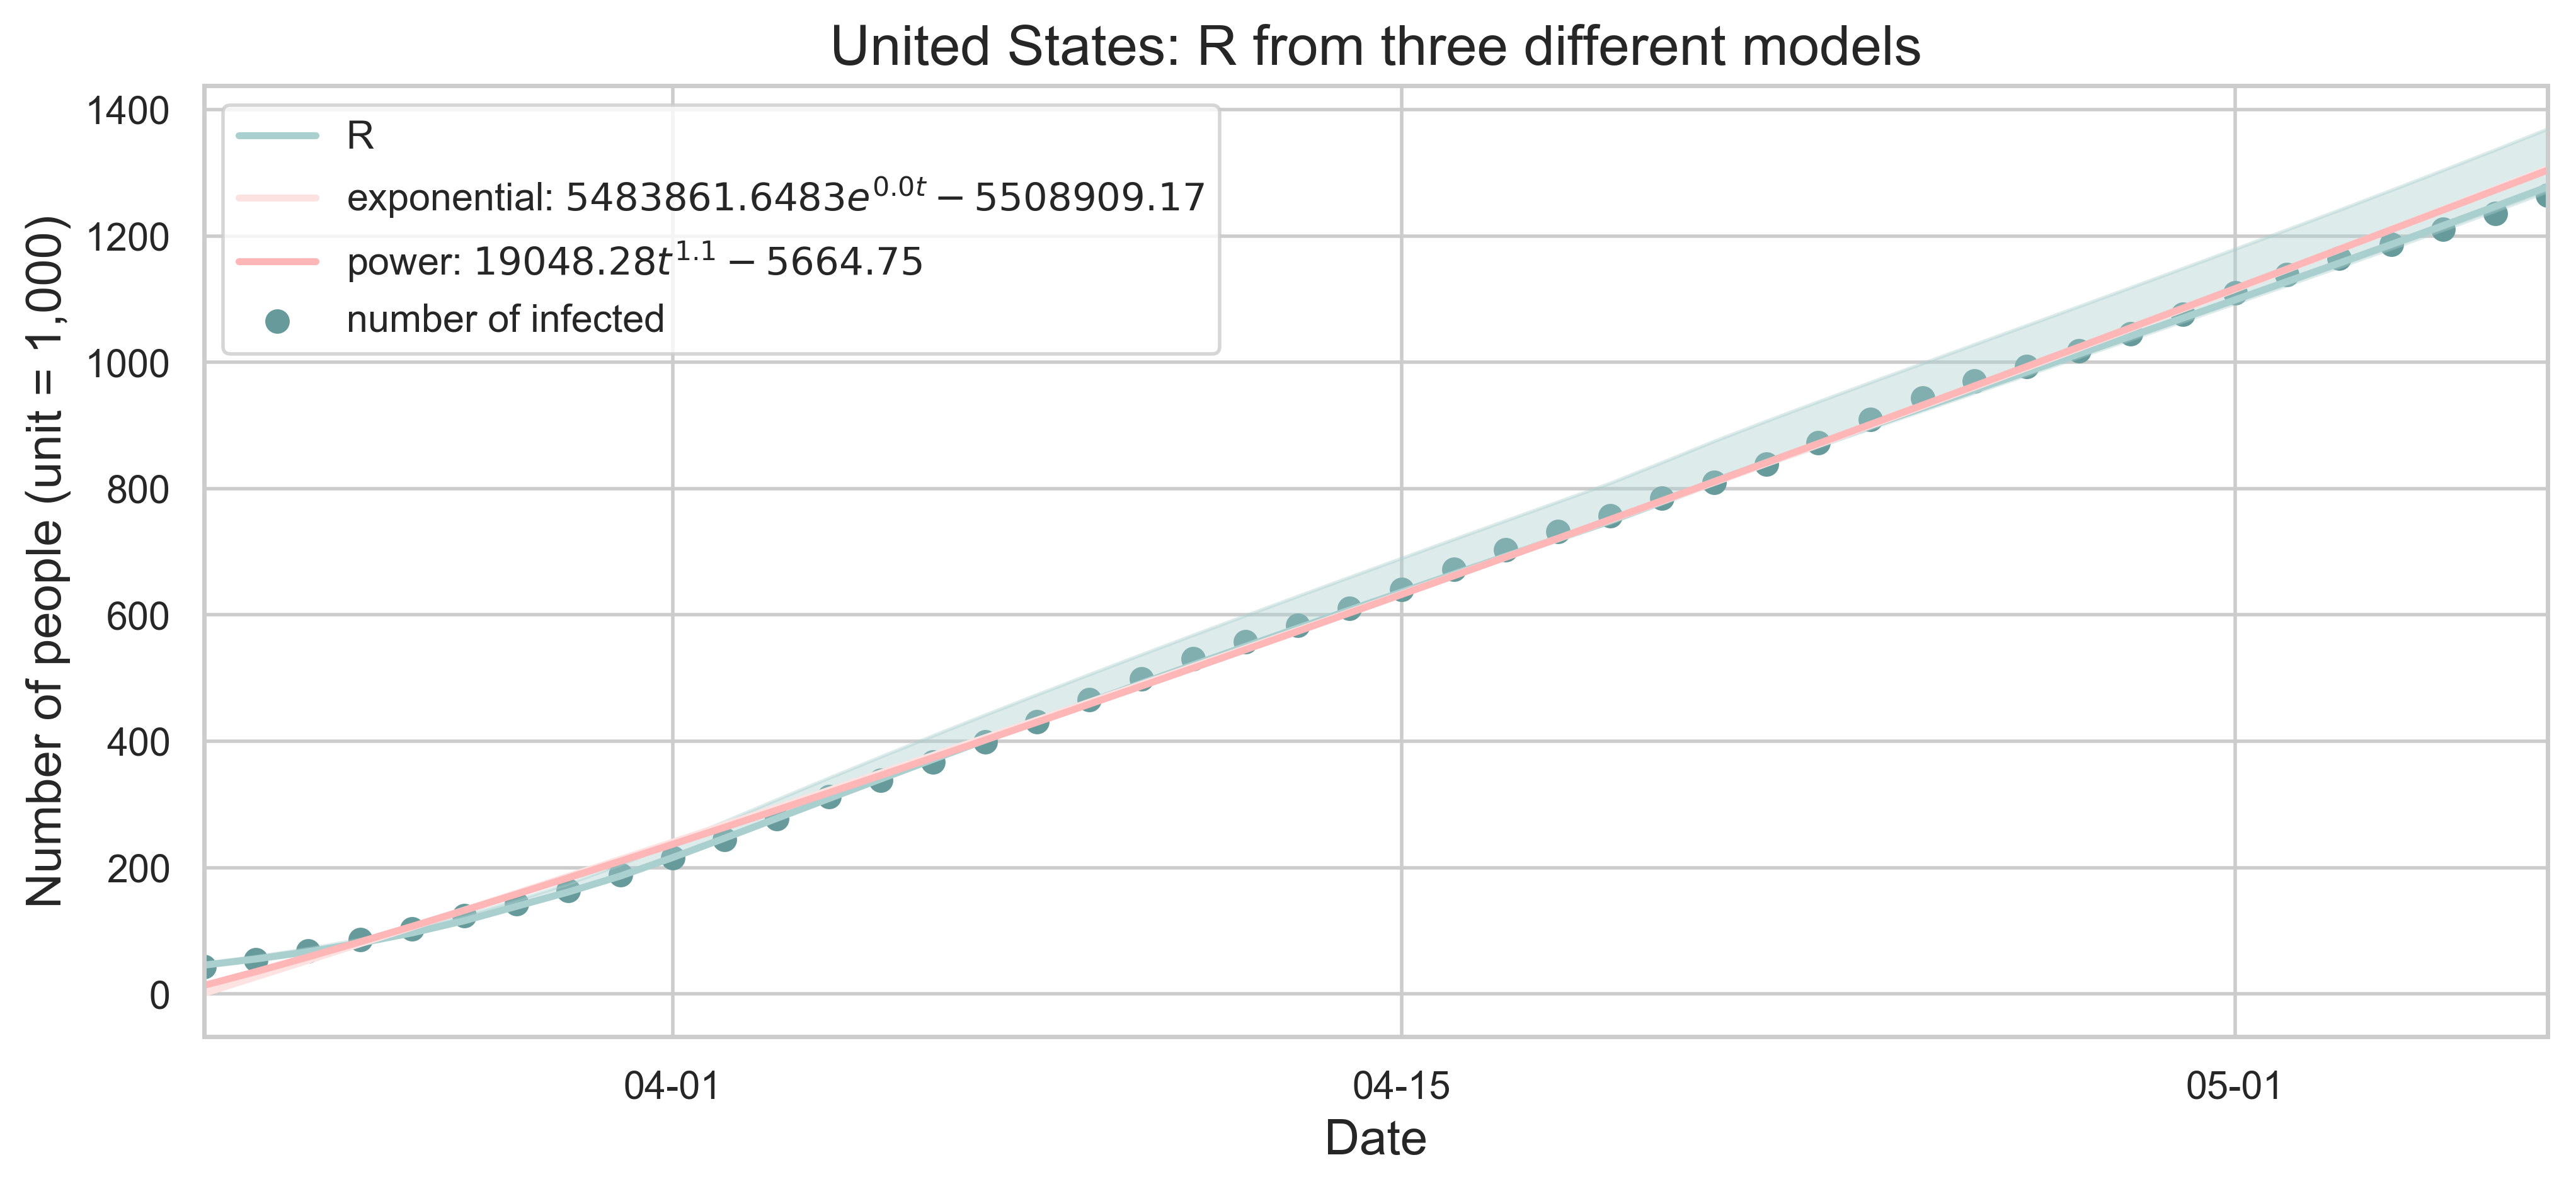 United States: R from three different models
Number of people (unit = 1,000)
1400
1200
1000
800
600
400
200
0
R
exponential: 5483861.6483e^{0.0t} − 5508909.17
power: 19048.28t^{1.1} − 5664.75
number of infected
04-01 04-15 05-01
Date